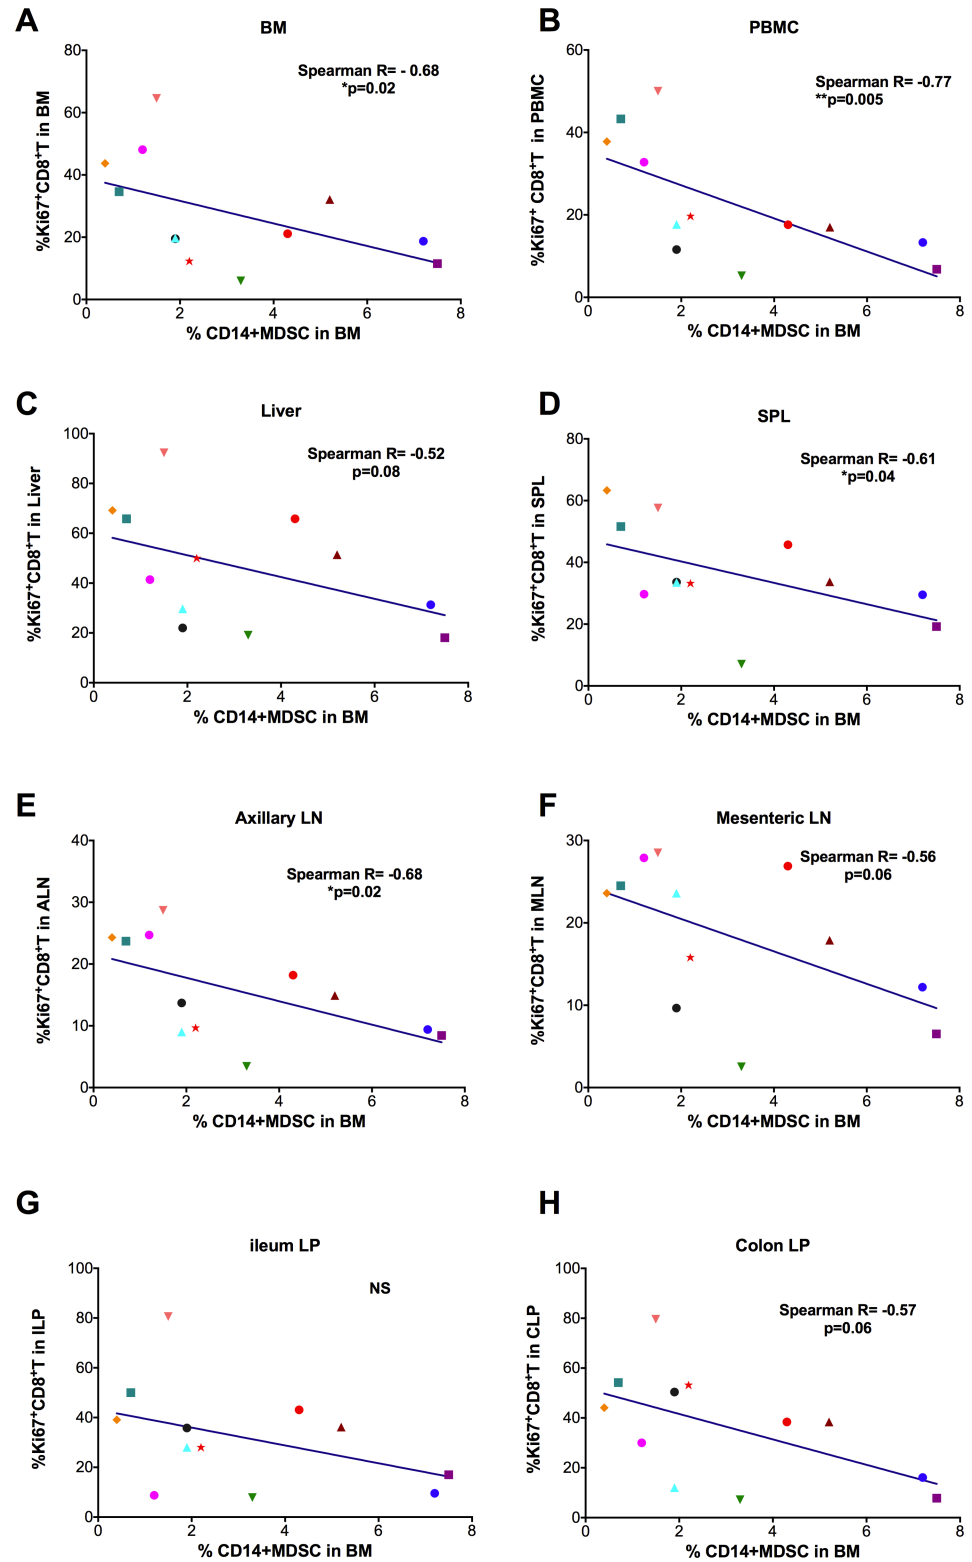 A
BM
Spearman R= - 0.68
*p=0.02
%Ki67+CD8+T in BM
80
60
40
20
0
0 2 4 6 8
% CD14+MDSC in BM
B
PBMC
Spearman R= -0.77
**p=0.005
%Ki67+ CD8+T in PBMC
60
40
20
0
0 2 4 6 8
% CD14+MDSC in BM
C
Liver
Spearman R= -0.52
p=0.08
%Ki67+CD8+T in Liver
100
80
60
40
20
0
0 2 4 6 8
% CD14+MDSC in BM
D
SPL
Spearman R= -0.61
*p=0.04
%Ki67+CD8+T in SPL
80
60
40
20
0
0 2 4 6 8
% CD14+MDSC in BM
E
Axillary LN
Spearman R= -0.68
*p=0.02
%Ki67+CD8+T in ALN
40
30
20
10
0
0 2 4 6 8
% CD14+MDSC in BM
F
Mesenteric LN
Spearman R= -0.56
p=0.06
%Ki67+CD8+T in MLN
30
20
10
0
0 2 4 6 8
% CD14+MDSC in BM
G
ileum LP
NS
%Ki67+CD8+T in ILP
100
80
60
40
20
0
0 2 4 6 8
% CD14+MDSC in BM
H
Colon LP
Spearman R= -0.57
p=0.06
%Ki67+CD8+T in CLP
100
80
60
40
20
0
0 2 4 6 8
% CD14+MDSC in BM